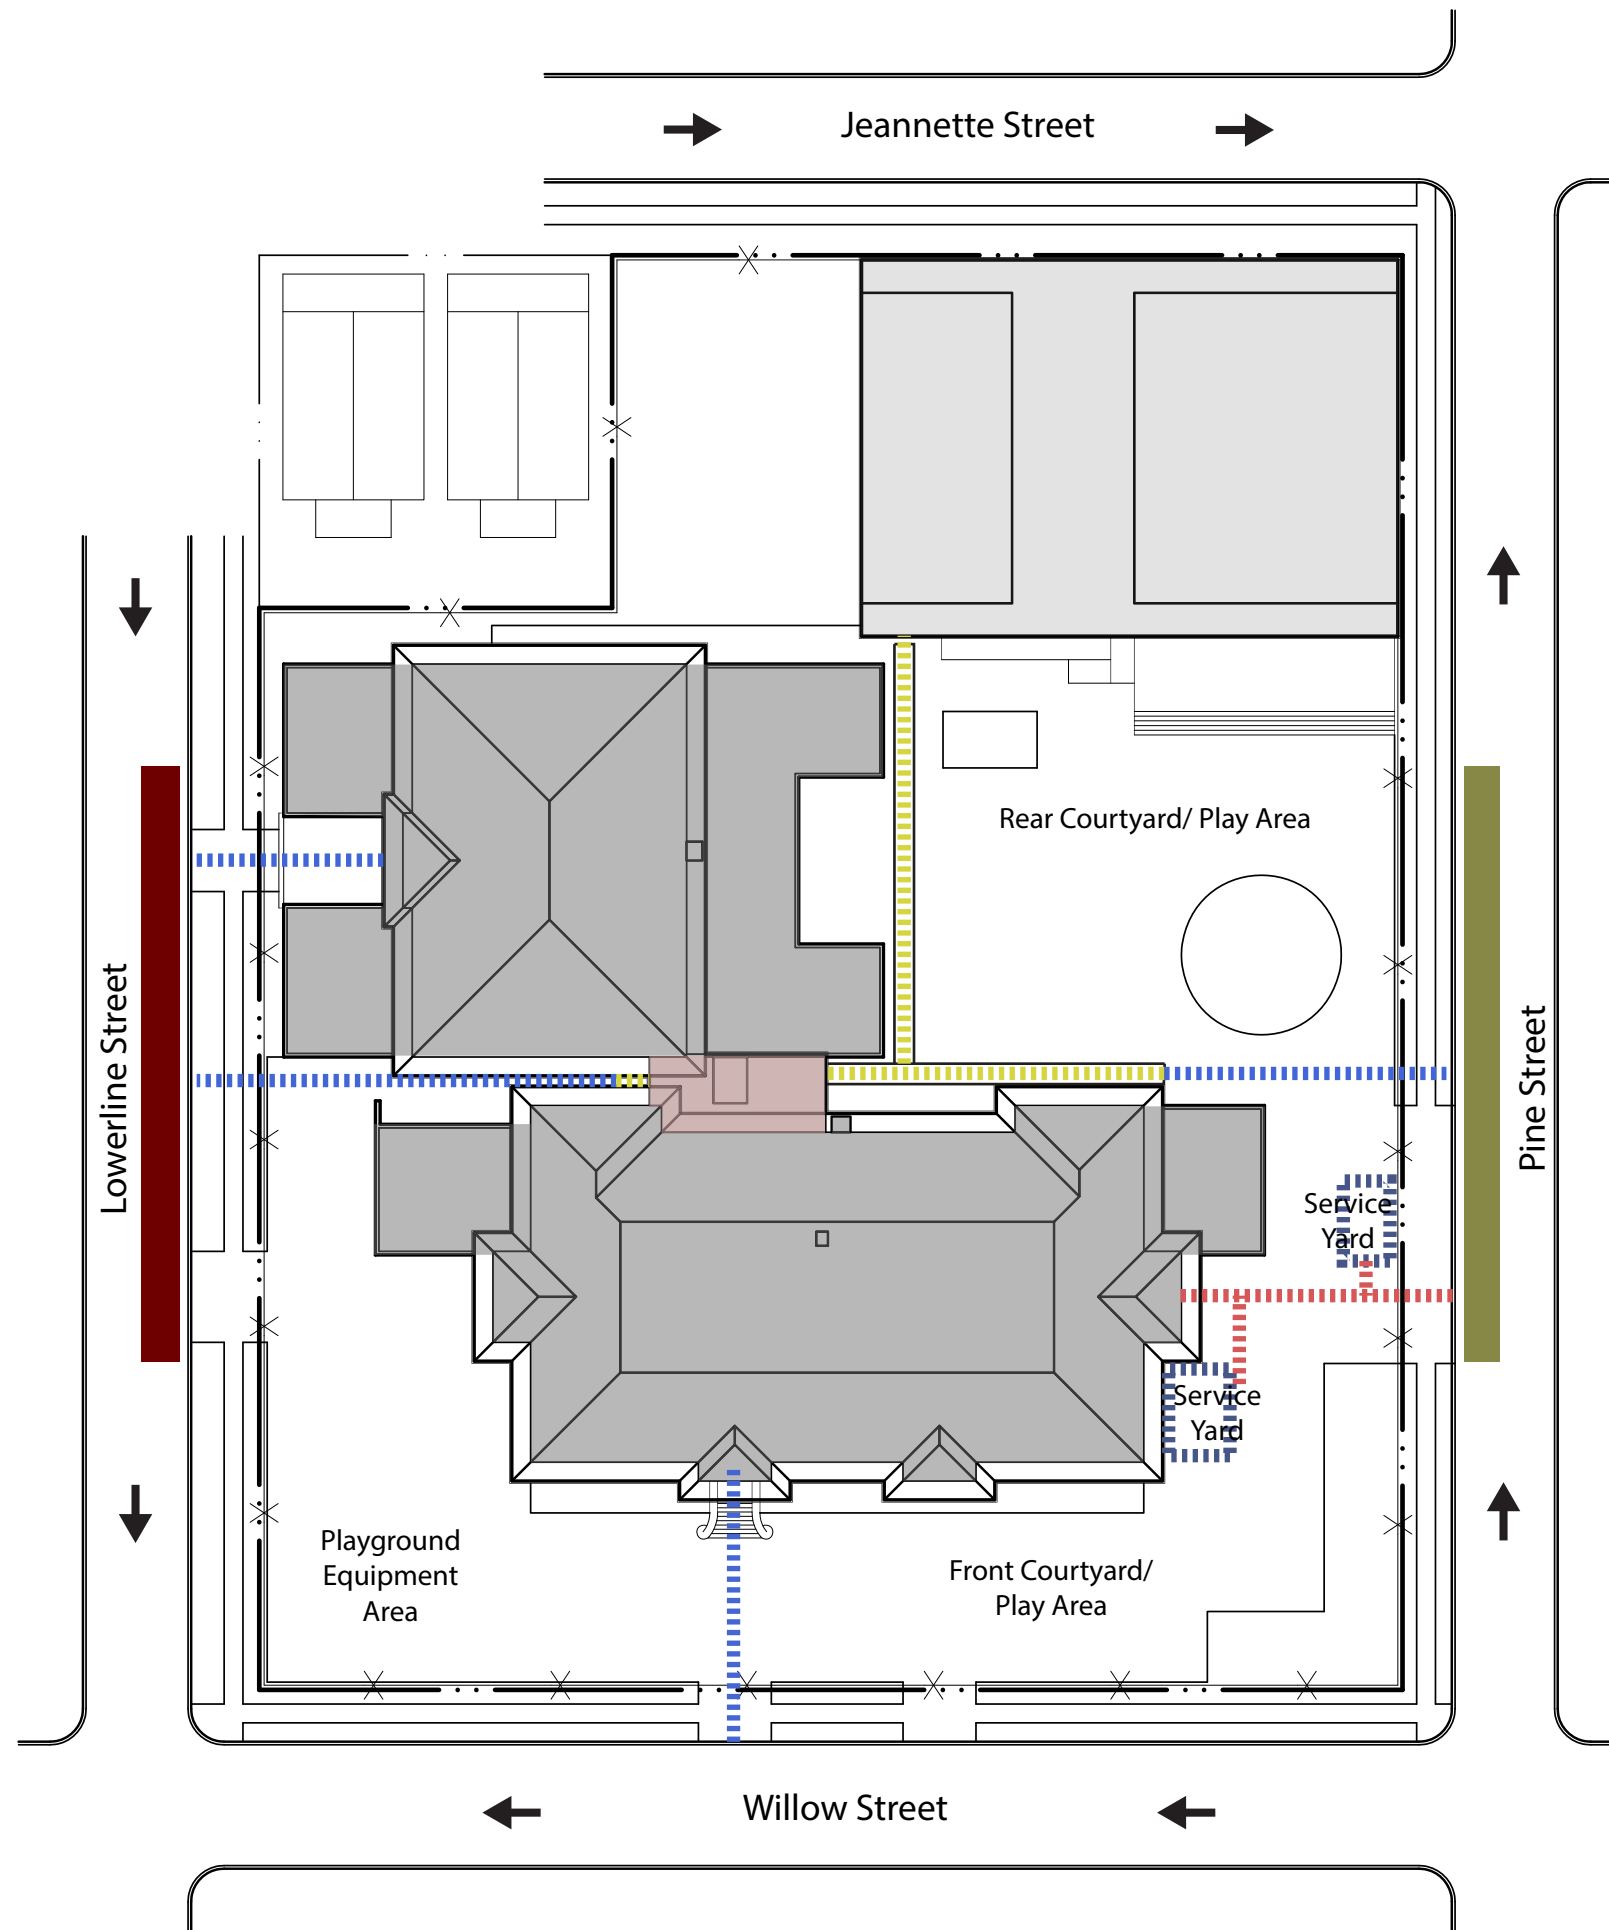 Jeannette Street
Rear Courtyard/ Play Area
Lowerline Street
Pine Street
Service
Yard
Service
Yard
Playground
Equipment
Area
Front Courtyard/
Play Area
Willow Street